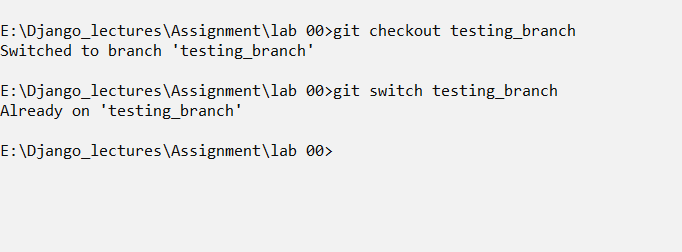 E:\Django_lectures\Assignment\lab 00>git checkout testing_branch
Switched to branch 'testing_branch'
E:\Django_lectures\Assignment\lab 00>git switch testing_branch
Already on 'testing_branch'
E:\Django_lectures\Assignment\lab 00>